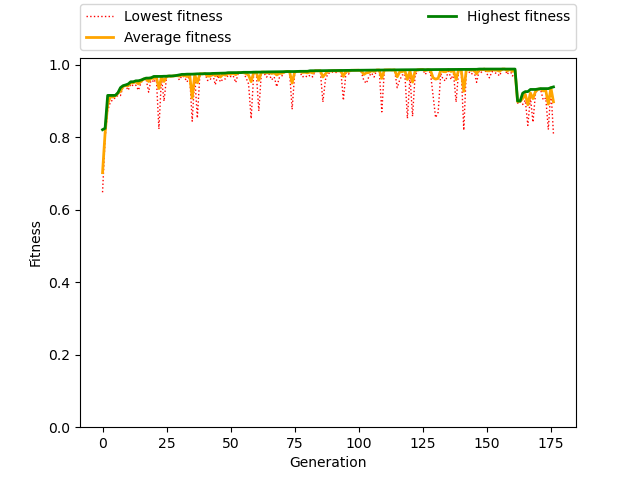 Lowest fitness
Average fitness
Highest fitness
1.0
0.8
0.6
0.4
0.2
0.0
Fitness
0 25 50 75 100 125 150 175
Generation